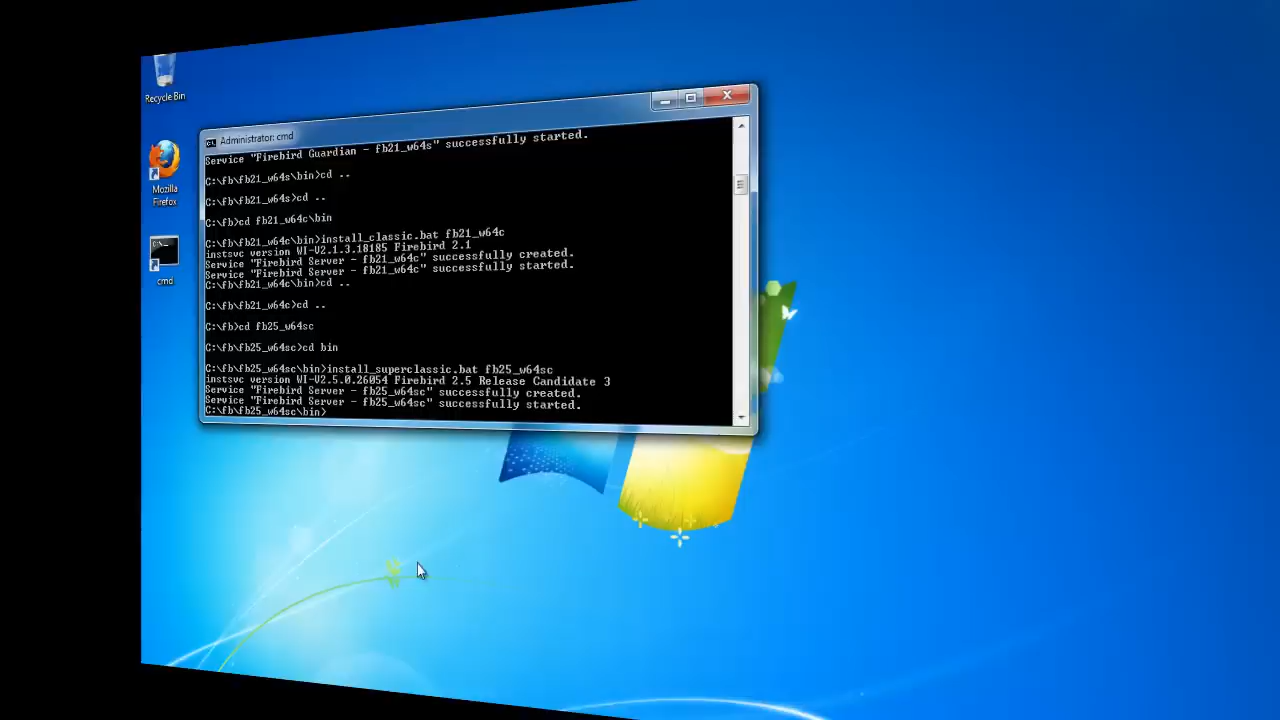 Recycle Bin
Mozilla
Firefox
cmd
Administrator: cmd
Service "Firebird Guardian - fb21_w64s" successfully started.
C:\fb\fb21_w64s\bin>cd ..
C:\fb\fb21_w64s>cd ..
C:\fb>cd fb21_w64c\bin
C:\fb\fb21_w64c\bin>install_classic.bat fb21_w64c
instsvc version WI-V2.1.3.18185 Firebird 2.1
Service "Firebird Server - fb21_w64c" successfully created.
Service "Firebird Server - fb21_w64c" successfully started.
C:\fb\fb21_w64c\bin>cd ..
C:\fb\fb21_w64c>cd ..
C:\fb>cd fb25_w64sc
C:\fb\fb25_w64sc>cd bin
C:\fb\fb25_w64sc\bin>install_superclassic.bat fb25_w64sc
instsvc version WI-V2.5.0.26054 Firebird 2.5 Release Candidate 3
Service "Firebird Server - fb25_w64sc" successfully created.
Service "Firebird Server - fb25_w64sc" successfully started.
C:\fb\fb25_w64sc\bin>